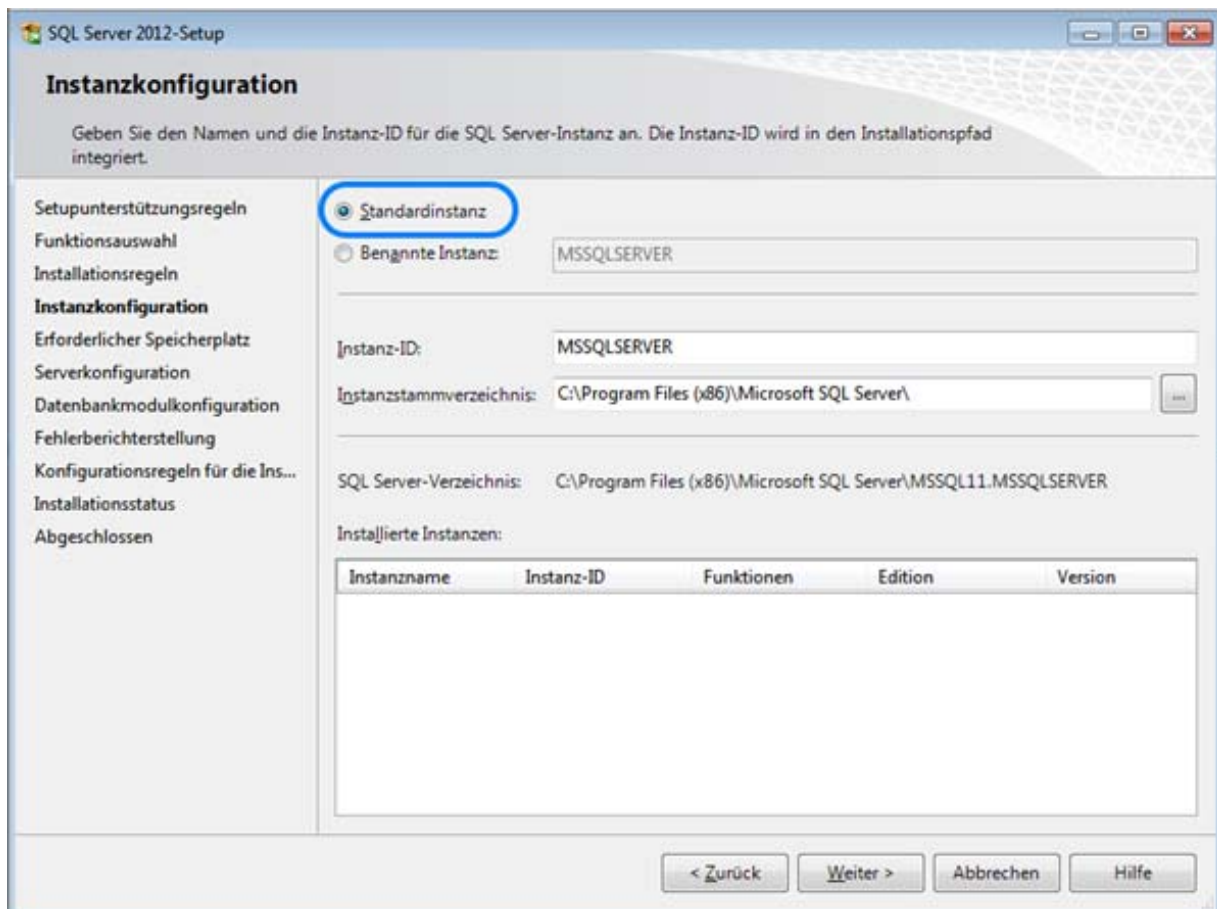 SQL Server 2012-Setup
Instanzkonfiguration
Geben Sie den Namen und die Instanz-ID für die SQL Server-Instanz an. Die Instanz-ID wird in den Installationspfad
integriert.
Setupunterstützungsregeln
Funktionsauswahl
Installationsregeln
Instanzkonfiguration
Erforderlicher Speicherplatz
Serverkonfiguration
Datenbankmodulkonfiguration
Fehlerberichterstellung
Konfigurationsregeln für die Ins...
Installationsstatus
Abgeschlossen
Standardinstanz
Benannte Instanz: MSSQLSERVER
Instanz-ID: MSSQLSERVER
Instanzstammverzeichnis: C:\Program Files (x86)\Microsoft SQL Server\ ...
SQL Server-Verzeichnis: C:\Program Files (x86)\Microsoft SQL Server\MSSQL11.MSSQLSERVER
Installierte Instanzen:
Instanzname Instanz-ID Funktionen Edition Version
< Zurück Weiter > Abbrechen Hilfe